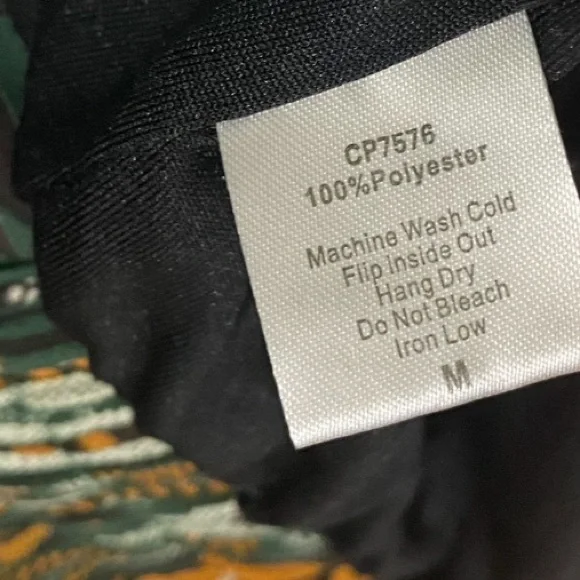 CP7576
100%Polyester
Machine Wash Cold
Flip Inside Out
Hang Dry
Do Not Bleach
Iron Low
M